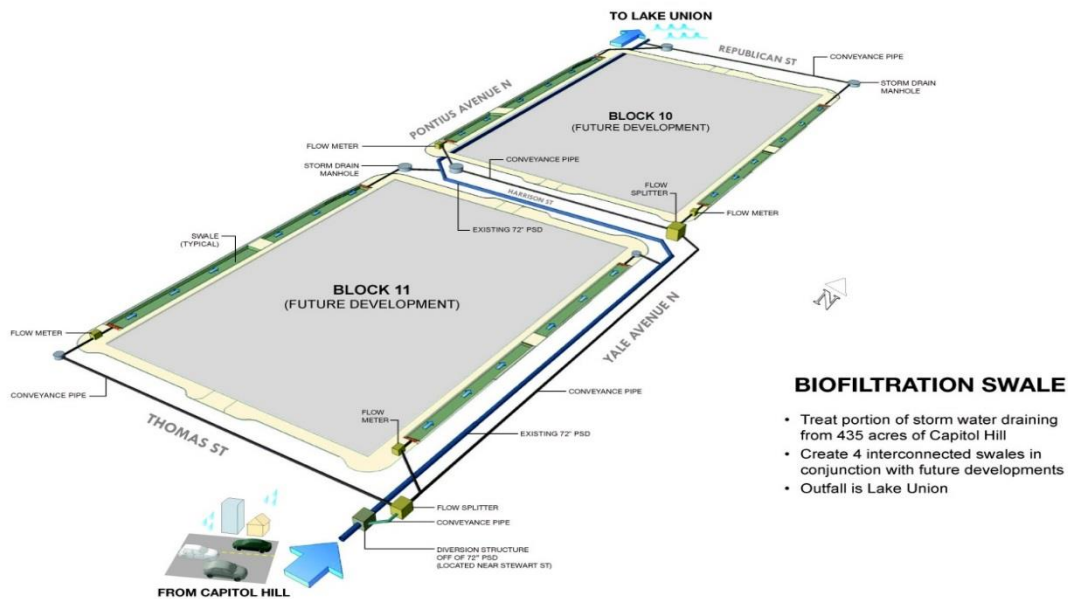 TO LAKE UNION
REPUBLICAN ST
CONVEYANCE PIPE
STORM DRAIN
MANHOLE
PONTIUS AVENUE N
BLOCK 10
(FUTURE DEVELOPMENT)
FLOW METER
STORM DRAIN
MANHOLE
CONVEYANCE PIPE
HARRISON ST
FLOW
SPLITTER
FLOW METER
EXISTING 72" PSD
SWALE
(TYPICAL)
BLOCK 11
(FUTURE DEVELOPMENT)
YALE AVENUE N
N
FLOW METER
CONVEYANCE PIPE
THOMAS ST
FLOW
METER
CONVEYANCE PIPE
EXISTING 72" PSD
FLOW SPLITTER
CONVEYANCE PIPE
DIVERSION STRUCTURE
OFF OF 72" PSD
(LOCATED NEAR STEWART ST)
FROM CAPITOL HILL
BIOFILTRATION SWALE
• Treat portion of storm water draining
from 435 acres of Capitol Hill
• Create 4 interconnected swales in
conjunction with future developments
• Outfall is Lake Union